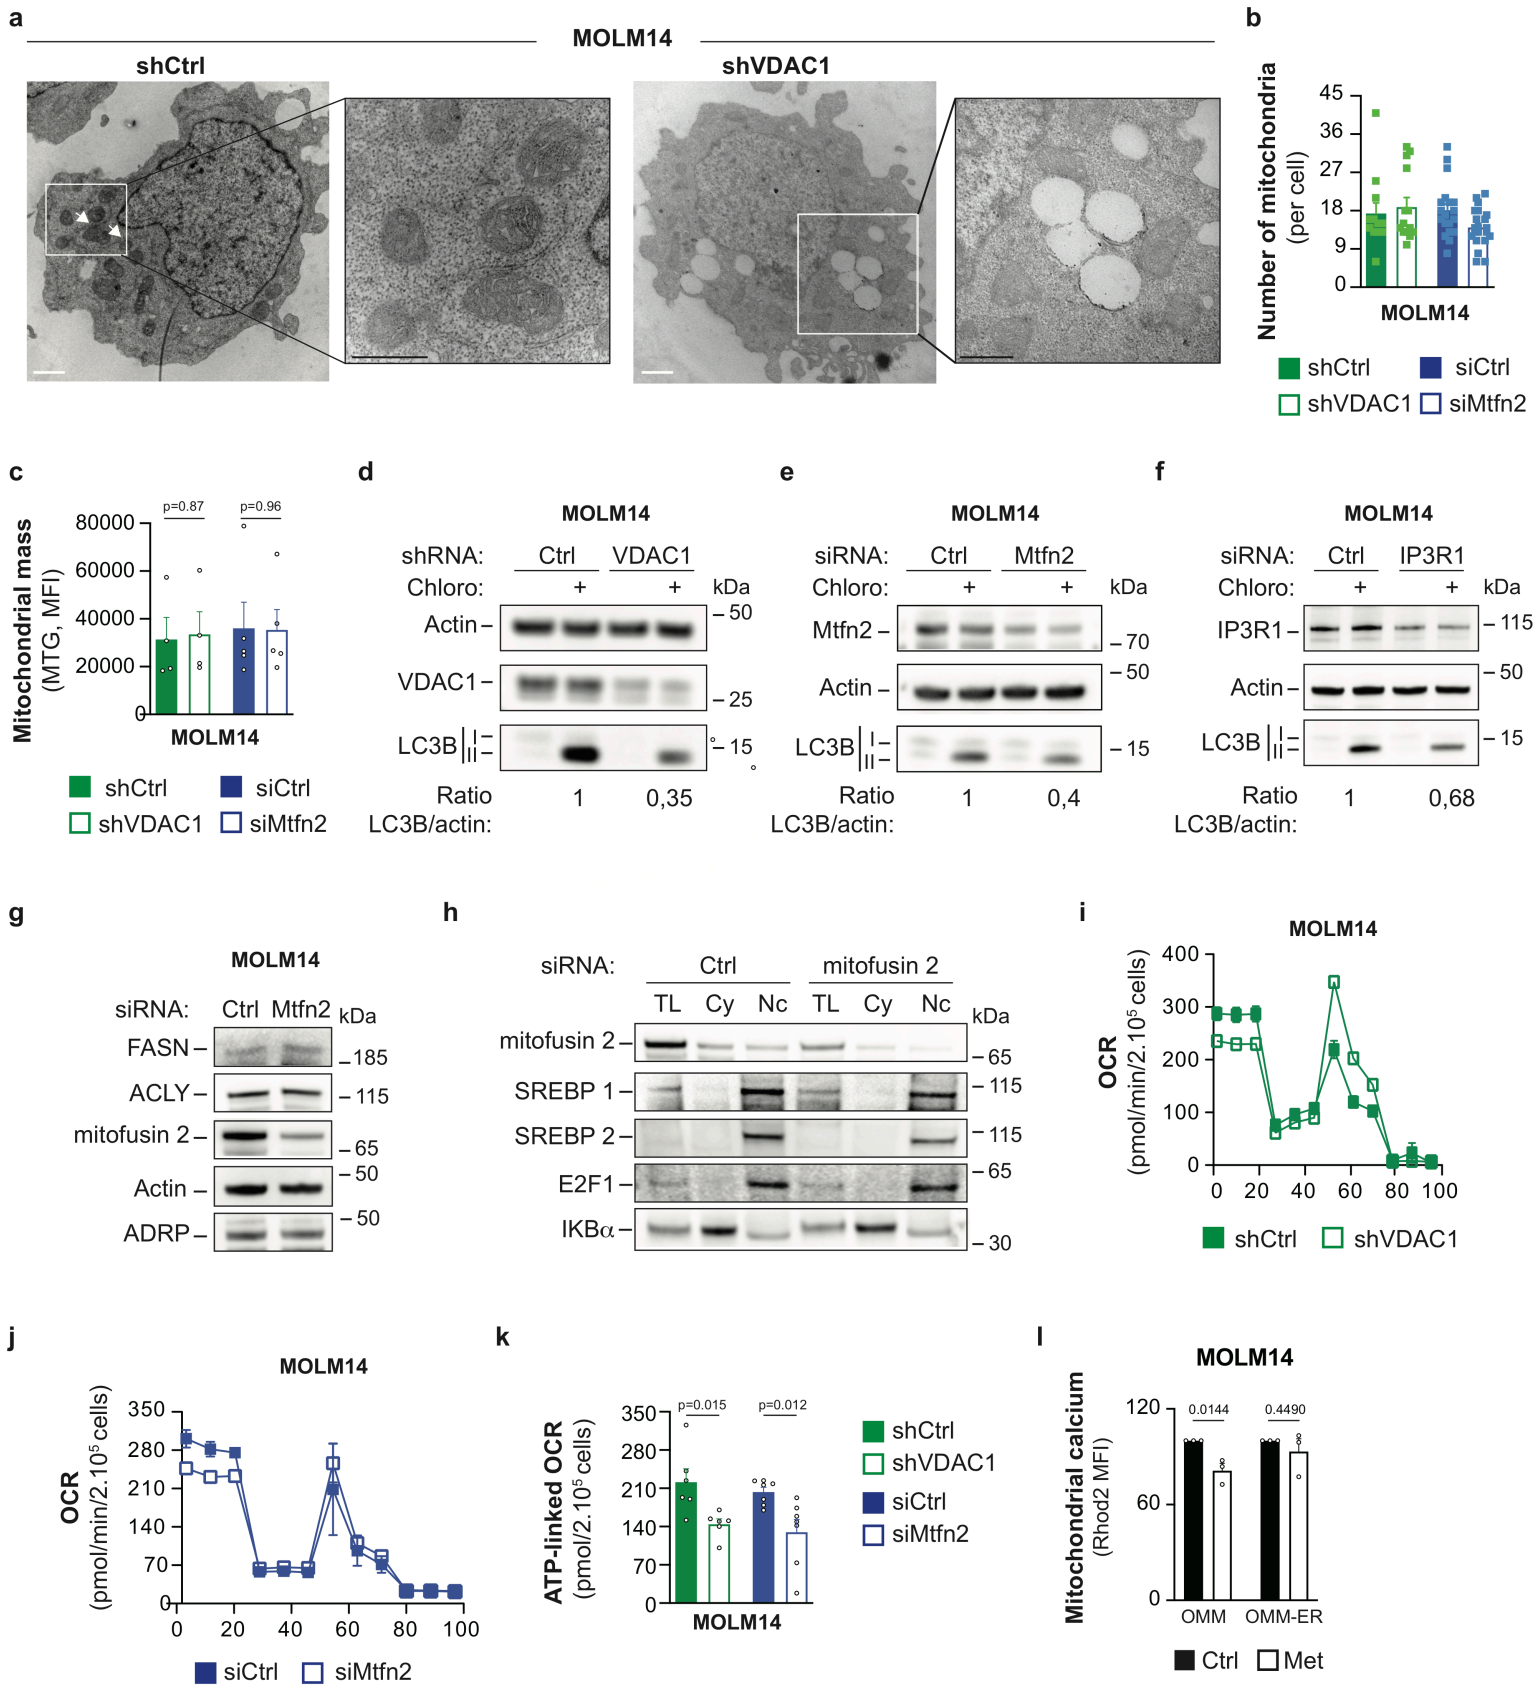 a
MOLM14
shCtrl
shVDAC1
b
Number of mitochondria
(per cell)
45
36
27
18
9
0
MOLM14
shCtrl
siCtrl
shVDAC1
siMtfn2
c
Mitochondrial mass
(MTG, MFI)
p=0.87
p=0.96
80000
60000
40000
20000
0
MOLM14
shCtrl
siCtrl
shVDAC1
siMtfn2
d
MOLM14
shRNA: Ctrl VDAC1
Chloro: + + kDa
Actin – – 50
VDAC1 – – 25
LC3B I – II – – 15
Ratio 1 0,35
LC3B/actin:
e
MOLM14
siRNA: Ctrl Mtfn2
Chloro: + + kDa
Mtfn2 – – 70
Actin – – 50
LC3B I – II – – 15
Ratio 1 0,4
LC3B/actin:
f
MOLM14
siRNA: Ctrl IP3R1
Chloro: + + kDa
IP3R1 – – 115
Actin – – 50
LC3B I – II – – 15
Ratio 1 0,68
LC3B/actin:
g
MOLM14
siRNA: Ctrl Mtfn2 kDa
FASN – – 185
ACLY – – 115
mitofusin 2 – – 65
Actin – – 50
ADRP – – 50
h
siRNA: Ctrl mitofusin 2
TL Cy Nc TL Cy Nc kDa
mitofusin 2 – – 65
SREBP 1 – – 115
SREBP 2 – – 115
E2F1 – – 65
IKBα – – 30
i
MOLM14
OCR
(pmol/min/2.10⁵ cells)
400
300
200
100
0
0 20 40 60 80 100
shCtrl shVDAC1
j
MOLM14
OCR
(pmol/min/2.10⁵ cells)
350
280
210
140
70
0
0 20 40 60 80 100
siCtrl siMtfn2
k
ATP-linked OCR
(pmol/2.10⁵ cells)
p=0.015 p=0.012
350
280
210
140
70
0
MOLM14
shCtrl
shVDAC1
siCtrl
siMtfn2
l
MOLM14
Mitochondrial calcium
(Rhod2 MFI)
0.0144 0.4490
120
60
0
OMM OMM-ER
Ctrl Met